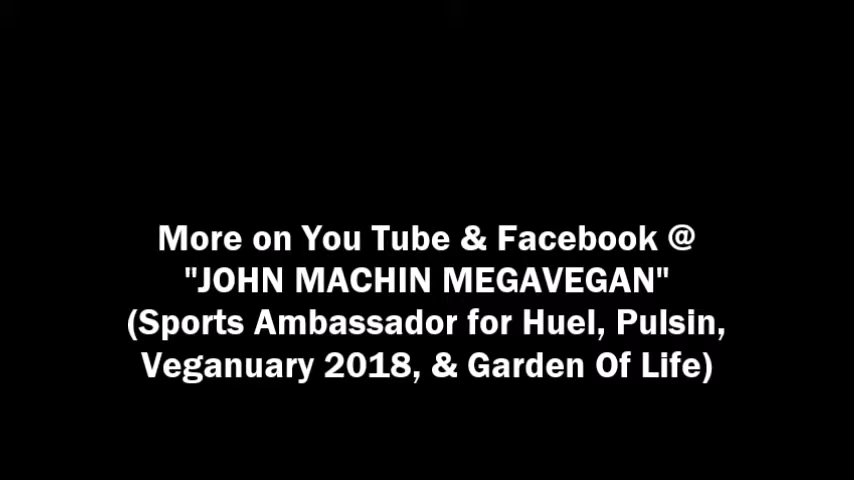 More on You Tube & Facebook @
"JOHN MACHIN MEGAVEGAN"
(Sports Ambassador for Huel, Pulsin,
Veganuary 2018, & Garden Of Life)